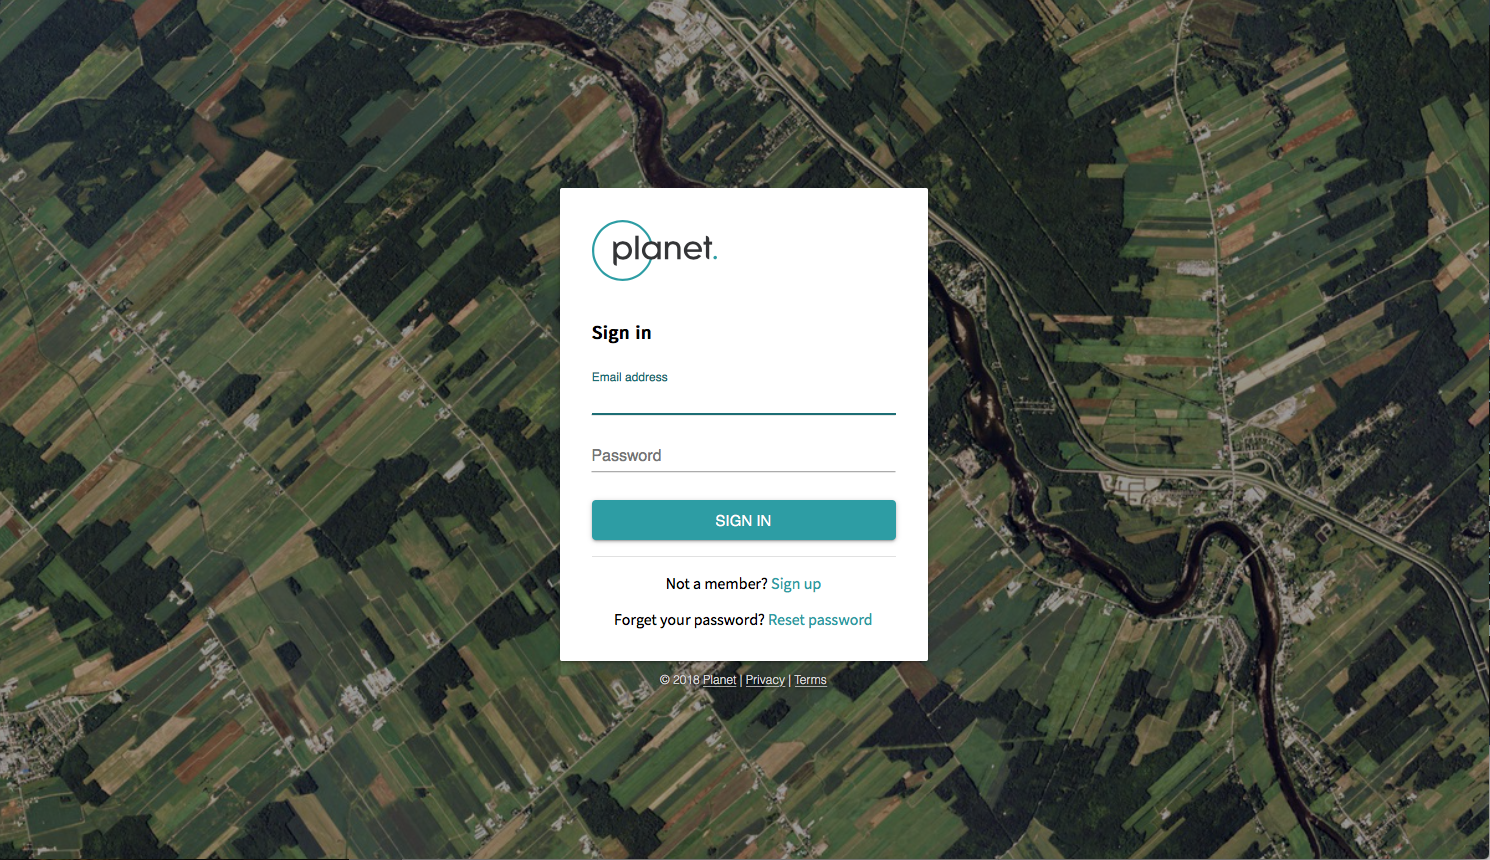 planet.
Sign in
Email address
Password
SIGN IN
Not a member? Sign up
Forget your password? Reset password
© 2018 Planet | Privacy | Terms